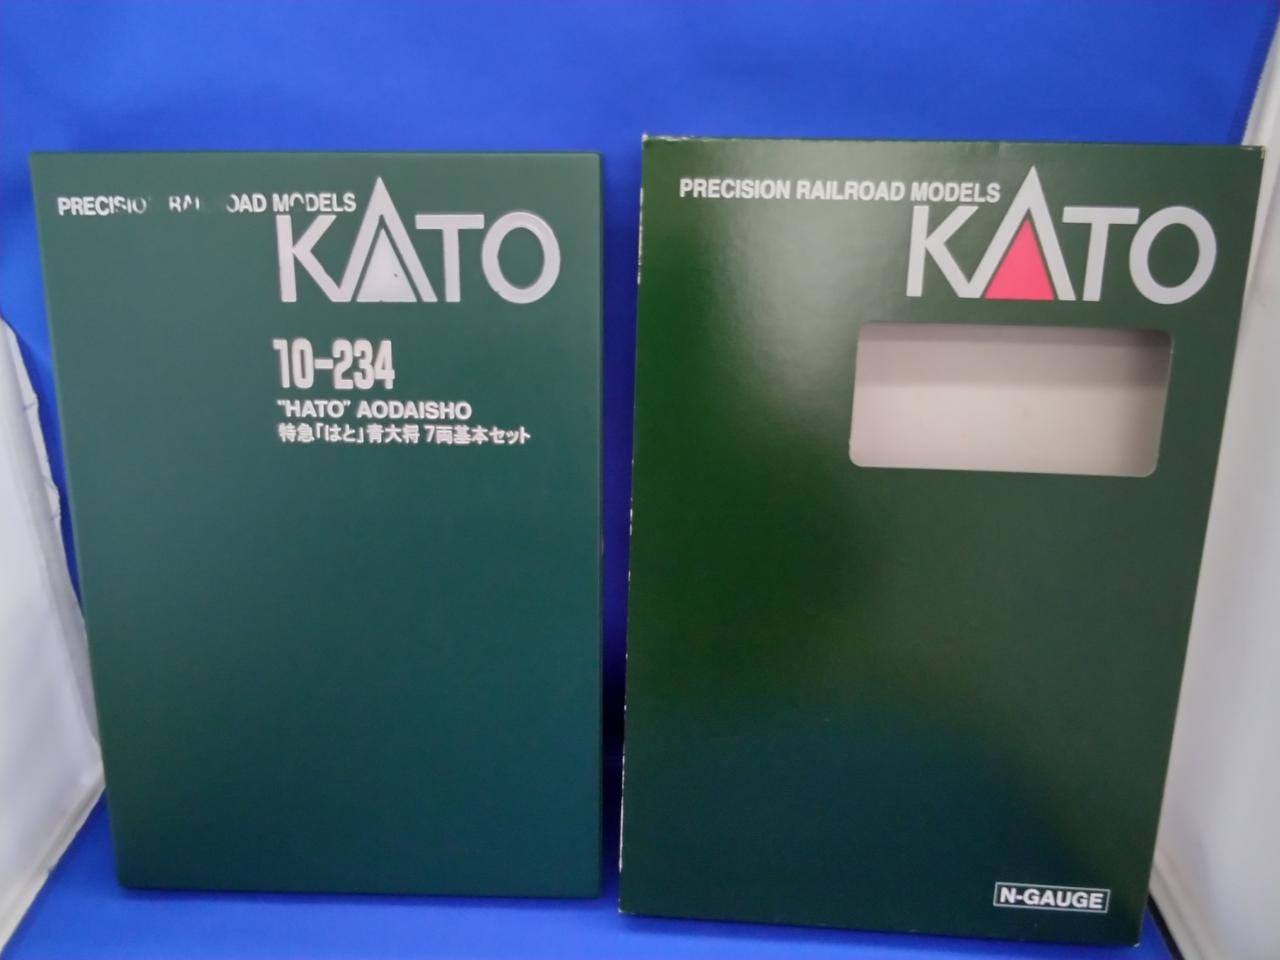 PRECISION RAILROAD MODELS
KATO
10-234
"HATO" AODAISHO
特急「はと」青大将 7両基本セット
PRECISION RAILROAD MODELS
KATO
N-GAUGE